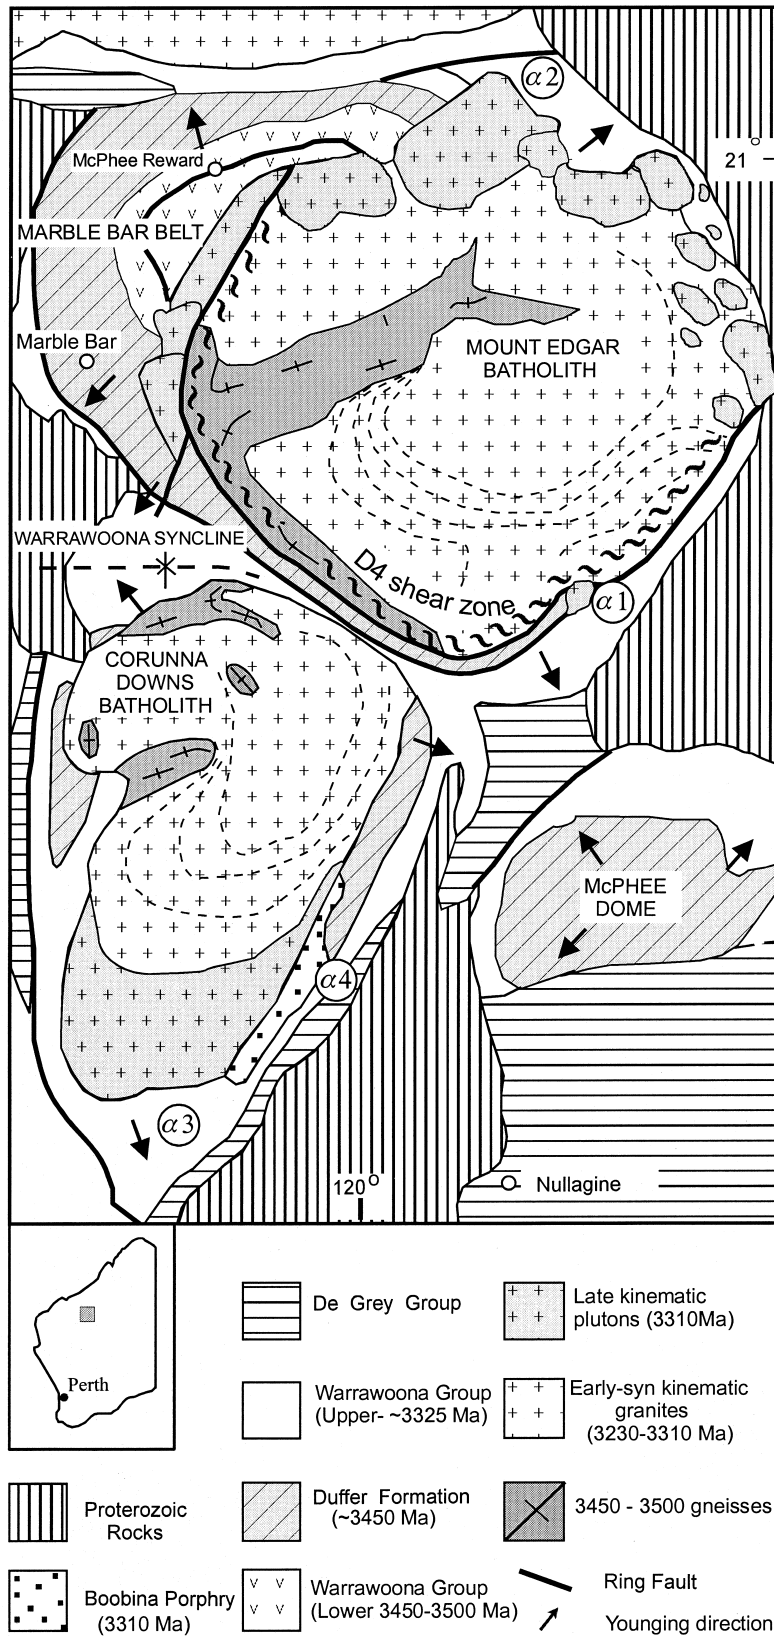 α2
21°
McPhee Reward
MARBLE BAR BELT
Marble Bar
MOUNT EDGAR
BATHOLITH
WARRAWOONA SYNCLINE
D4 shear zone
α1
CORUNNA
DOWNS
BATHOLITH
McPHEE
DOME
α4
α3
120°
Nullagine
Perth
De Grey Group
Late kinematic
plutons (3310Ma)
Warrawoona Group
(Upper- ~3325 Ma)
Early-syn kinematic
granites
(3230-3310 Ma)
Proterozoic
Rocks
Duffer Formation
(~3450 Ma)
3450 - 3500 gneisses
Boobina Porphry
(3310 Ma)
Warrawoona Group
(Lower 3450-3500 Ma)
Ring Fault
Younging direction